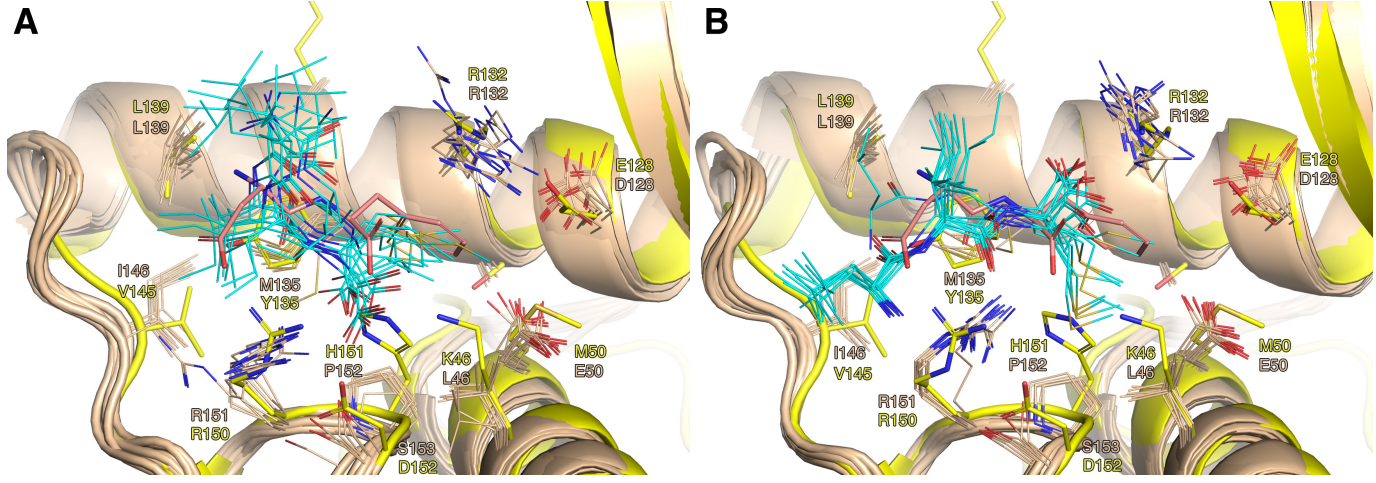 A
R132
R132
L139
L139
E128
D128
I146
V145
M135
Y135
H151
P152
K46
L46
M50
E50
R151
R150
S153
D152
B
R132
R132
L139
L139
E128
D128
M135
Y135
I146
V145
H151
P152
K46
L46
M50
E50
R151
R150
S153
D152